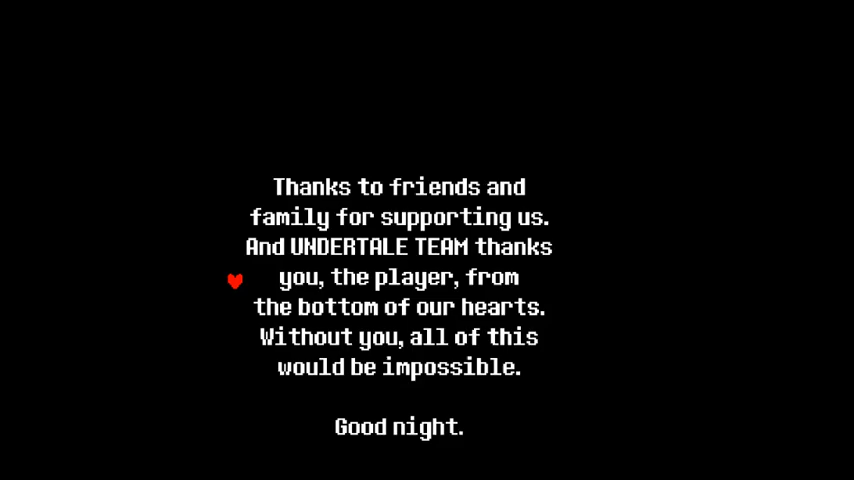 Thanks to friends and
family for supporting us.
And UNDERTALE TEAM thanks
you, the player, from
the bottom of our hearts.
Without you, all of this
would be impossible.
Good night.